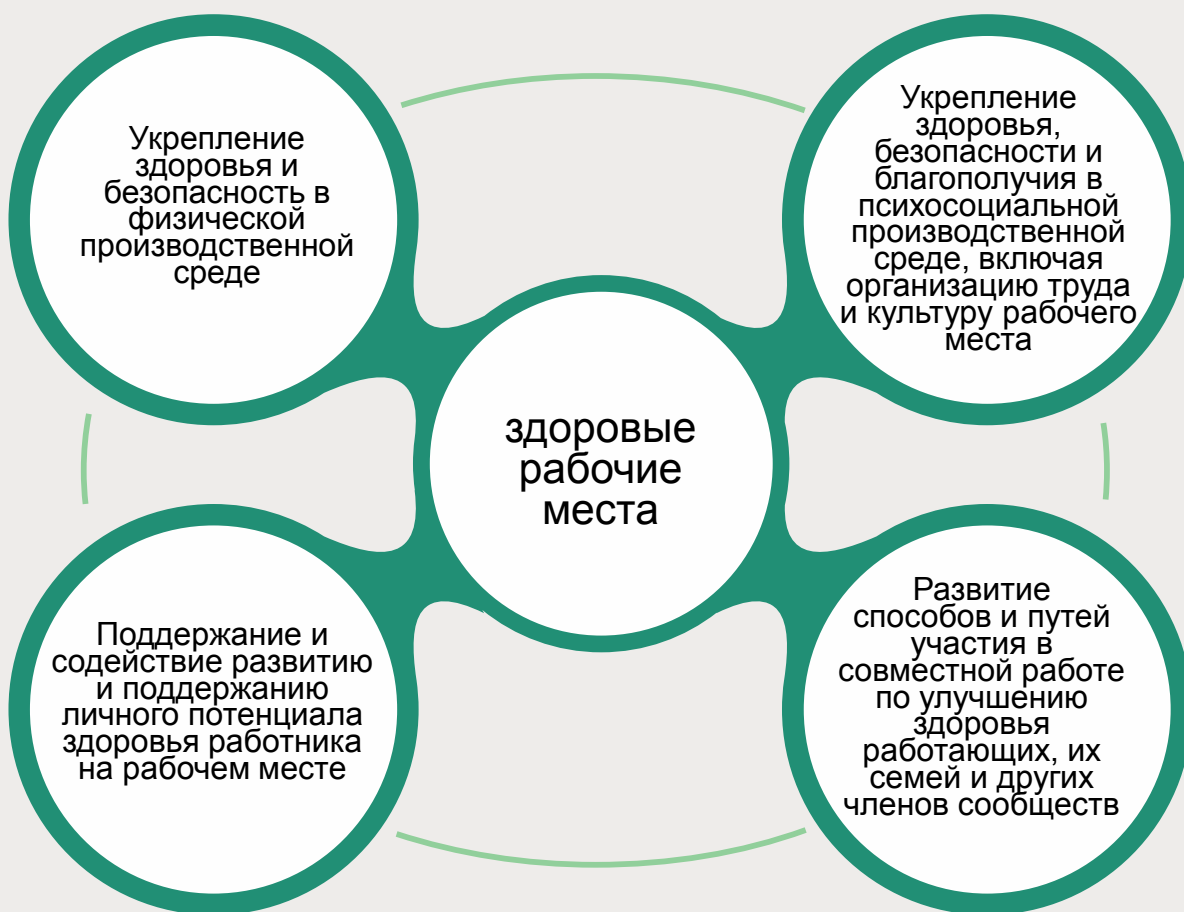 Укрепление
здоровья и
безопасность в
физической
производственной
среде
Укрепление
здоровья,
безопасности и
благополучия в
психосоциальной
производственной
среде, включая
организацию труда
и культуру рабочего
места
здоровые
рабочие
места
Поддержание и
содействие развитию
и поддержанию
личного потенциала
здоровья работника
на рабочем месте
Развитие
способов и путей
участия в
совместной работе
по улучшению
здоровья
работающих, их
семей и других
членов сообществ